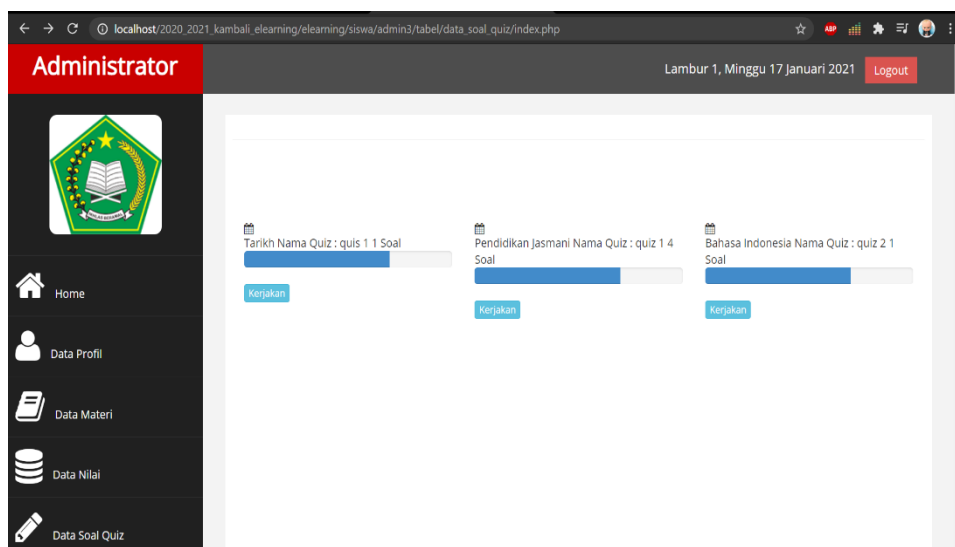 localhost/2020_2021_kambali_elearning/elearning/siswa/admin3/tabel/data_soal_quiz/index.php
ABP
Administrator
Lambur 1, Minggu 17 Januari 2021 Logout
Tarikh Nama Quiz : quis 1 1 Soal
Kerjakan
Pendidikan Jasmani Nama Quiz : quiz 1 4
Soal
Kerjakan
Bahasa Indonesia Nama Quiz : quiz 2 1
Soal
Kerjakan
Home
Data Profil
Data Materi
Data Nilai
Data Soal Quiz